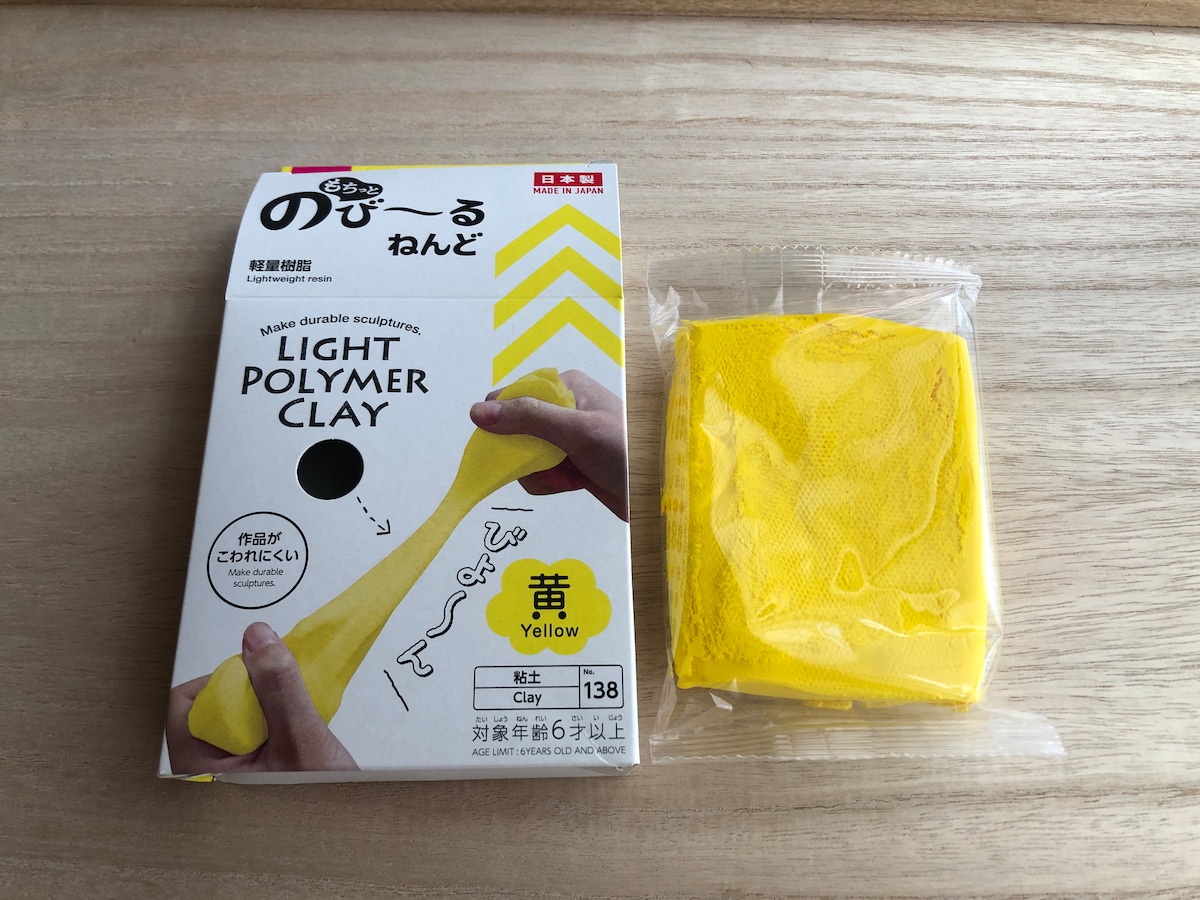 もちっと
のび〜る
ねんど
日本製
MADE IN JAPAN
軽量樹脂
Lightweight resin
Make durable sculptures.
LIGHT
POLYMER
CLAY
作品が
こわれにくい
Make durable
sculptures.
びよ〜ん
黄
Yellow
粘土
Clay
No.
138
たい しょう ねん れい さい い じょう
対象年齢6才以上
AGE LIMIT : 6YEARS OLD AND ABOVE